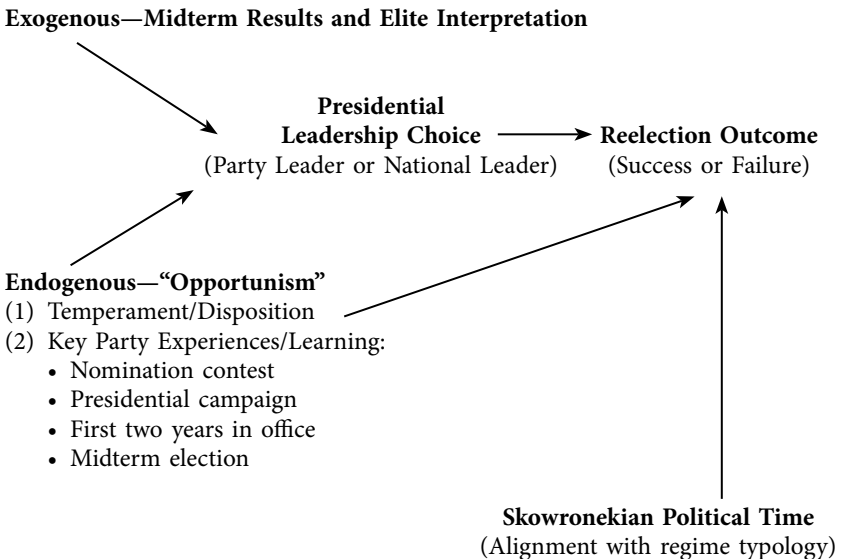 Exogenous—Midterm Results and Elite Interpretation
Presidential
Leadership Choice
(Party Leader or National Leader)
Reelection Outcome
(Success or Failure)
Endogenous—“Opportunism”
(1) Temperament/Disposition
(2) Key Party Experiences/Learning:
• Nomination contest
• Presidential campaign
• First two years in office
• Midterm election
Skowronekian Political Time
(Alignment with regime typology)